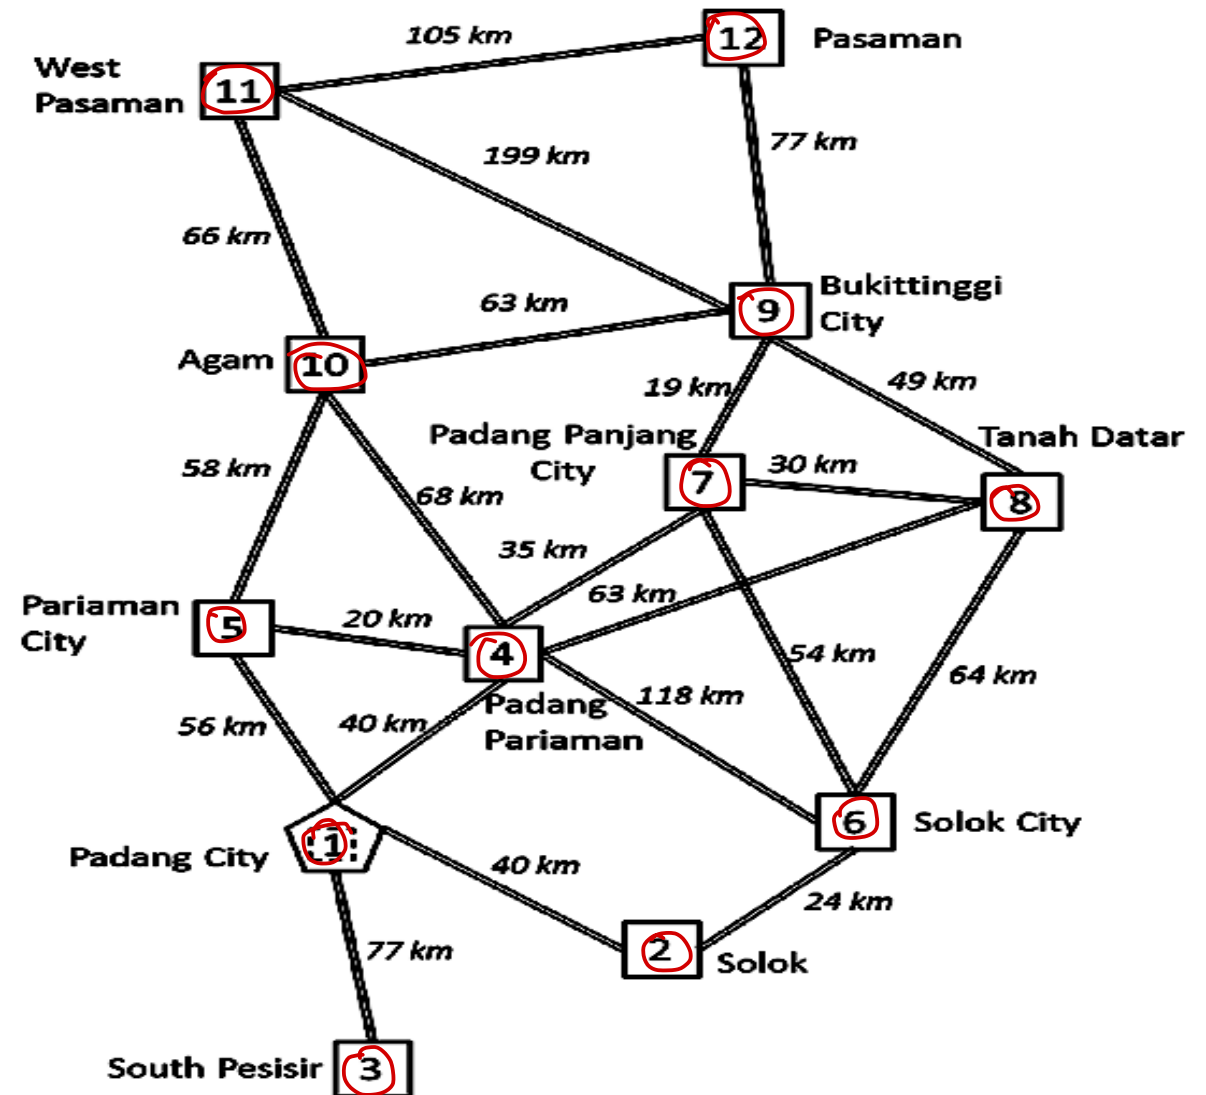 105 km
12
Pasaman
West
Pasaman
11
77 km
199 km
66 km
63 km
Bukittinggi
City
9
Agam
10
19 km
49 km
Padang Panjang
City
7
30 km
Tanah Datar
8
58 km
68 km
35 km
63 km
Pariaman
City
5
20 km
4
Padang
Pariaman
54 km
64 km
118 km
56 km
40 km
6
Solok City
Padang City
1
40 km
24 km
2
Solok
77 km
South Pesisir
3